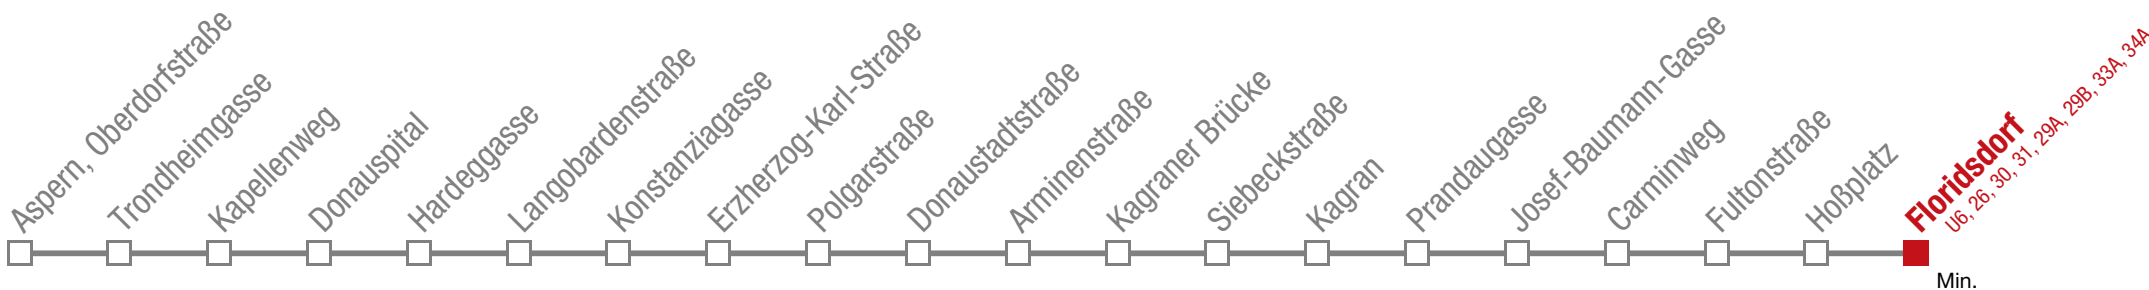 Aspern, Oberdorfstraße
Trondheimgasse
Kapellenweg
Donauspital
Hardeggasse
Langobardenstraße
Konstanziagasse
Erzherzog-Karl-Straße
Polgarstraße
Donaustadtstraße
Arminenstraße
Kagraner Brücke
Siebeckstraße
Kagran
Prandaugasse
Josef-Baumann-Gasse
Carminweg
Fultonstraße
Hoßplatz
Floridsdorf
U6, 26, 30, 31, 29A, 29B, 33A, 34A
Min.